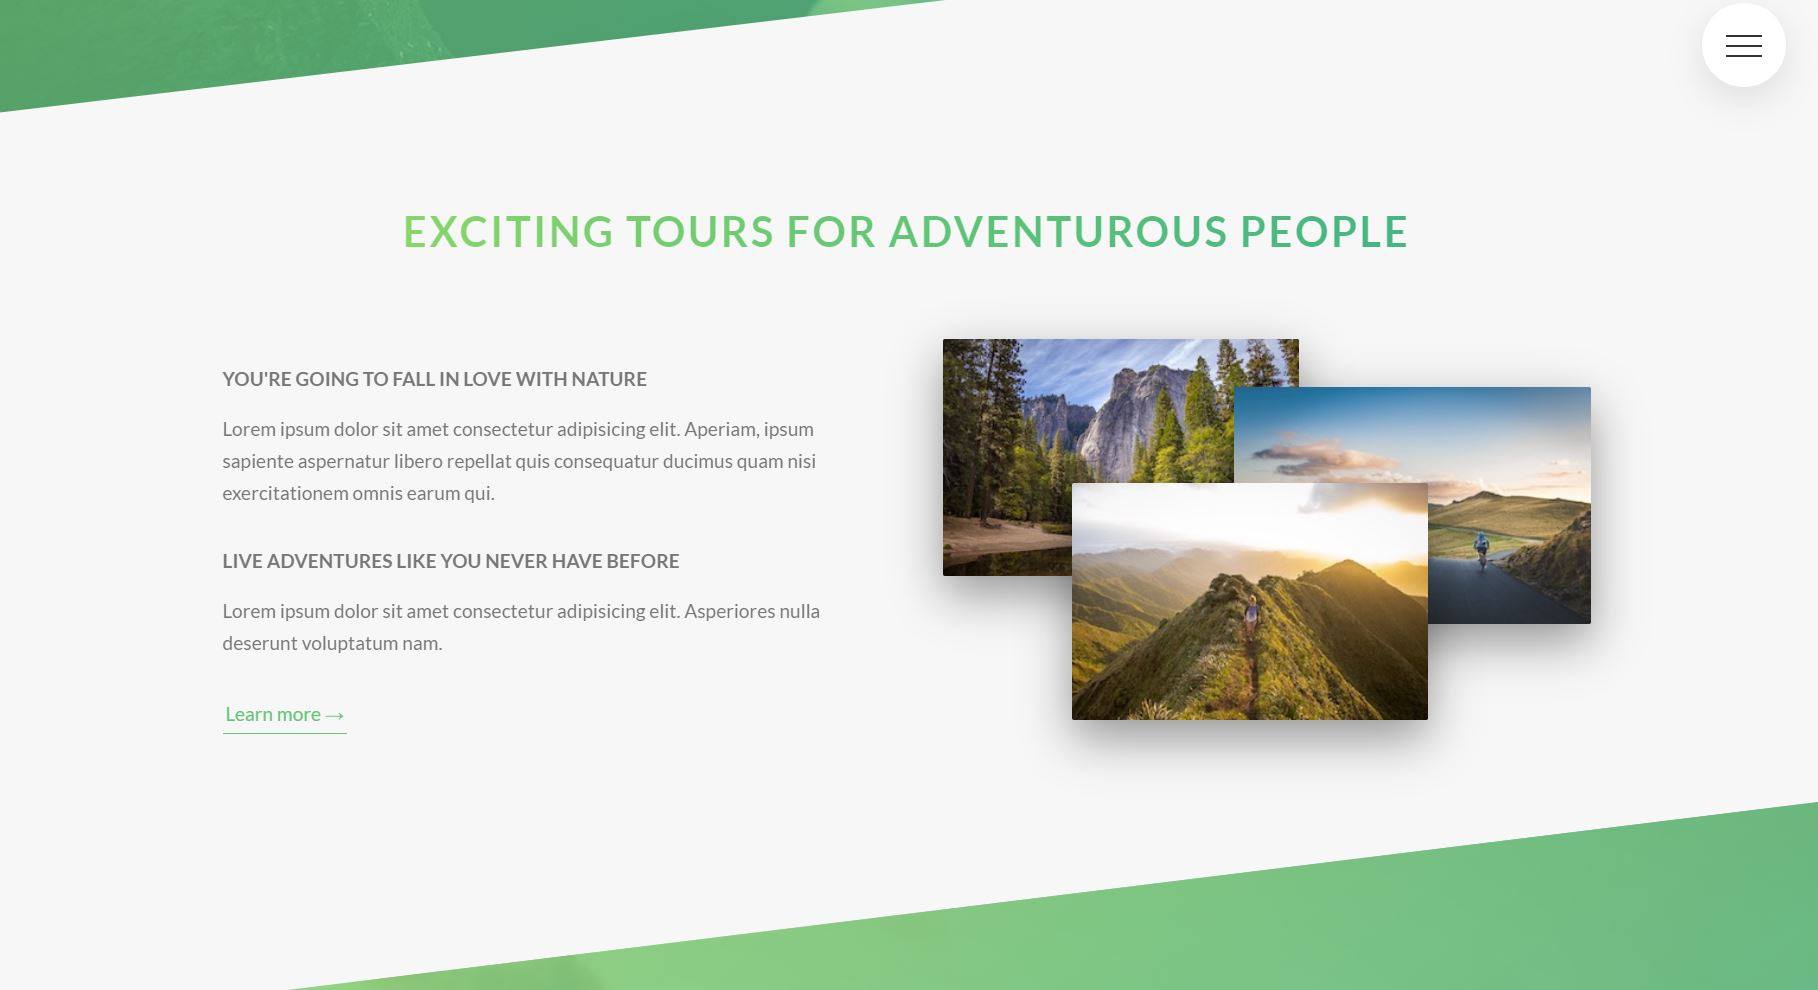 EXCITING TOURS FOR ADVENTUROUS PEOPLE
YOU'RE GOING TO FALL IN LOVE WITH NATURE
Lorem ipsum dolor sit amet consectetur adipisicing elit. Aperiam, ipsum
sapiente aspernatur libero repellat quis consequatur ducimus quam nisi
exercitationem omnis earum qui.
LIVE ADVENTURES LIKE YOU NEVER HAVE BEFORE
Lorem ipsum dolor sit amet consectetur adipisicing elit. Asperiores nulla
deserunt voluptatum nam.
Learn more →